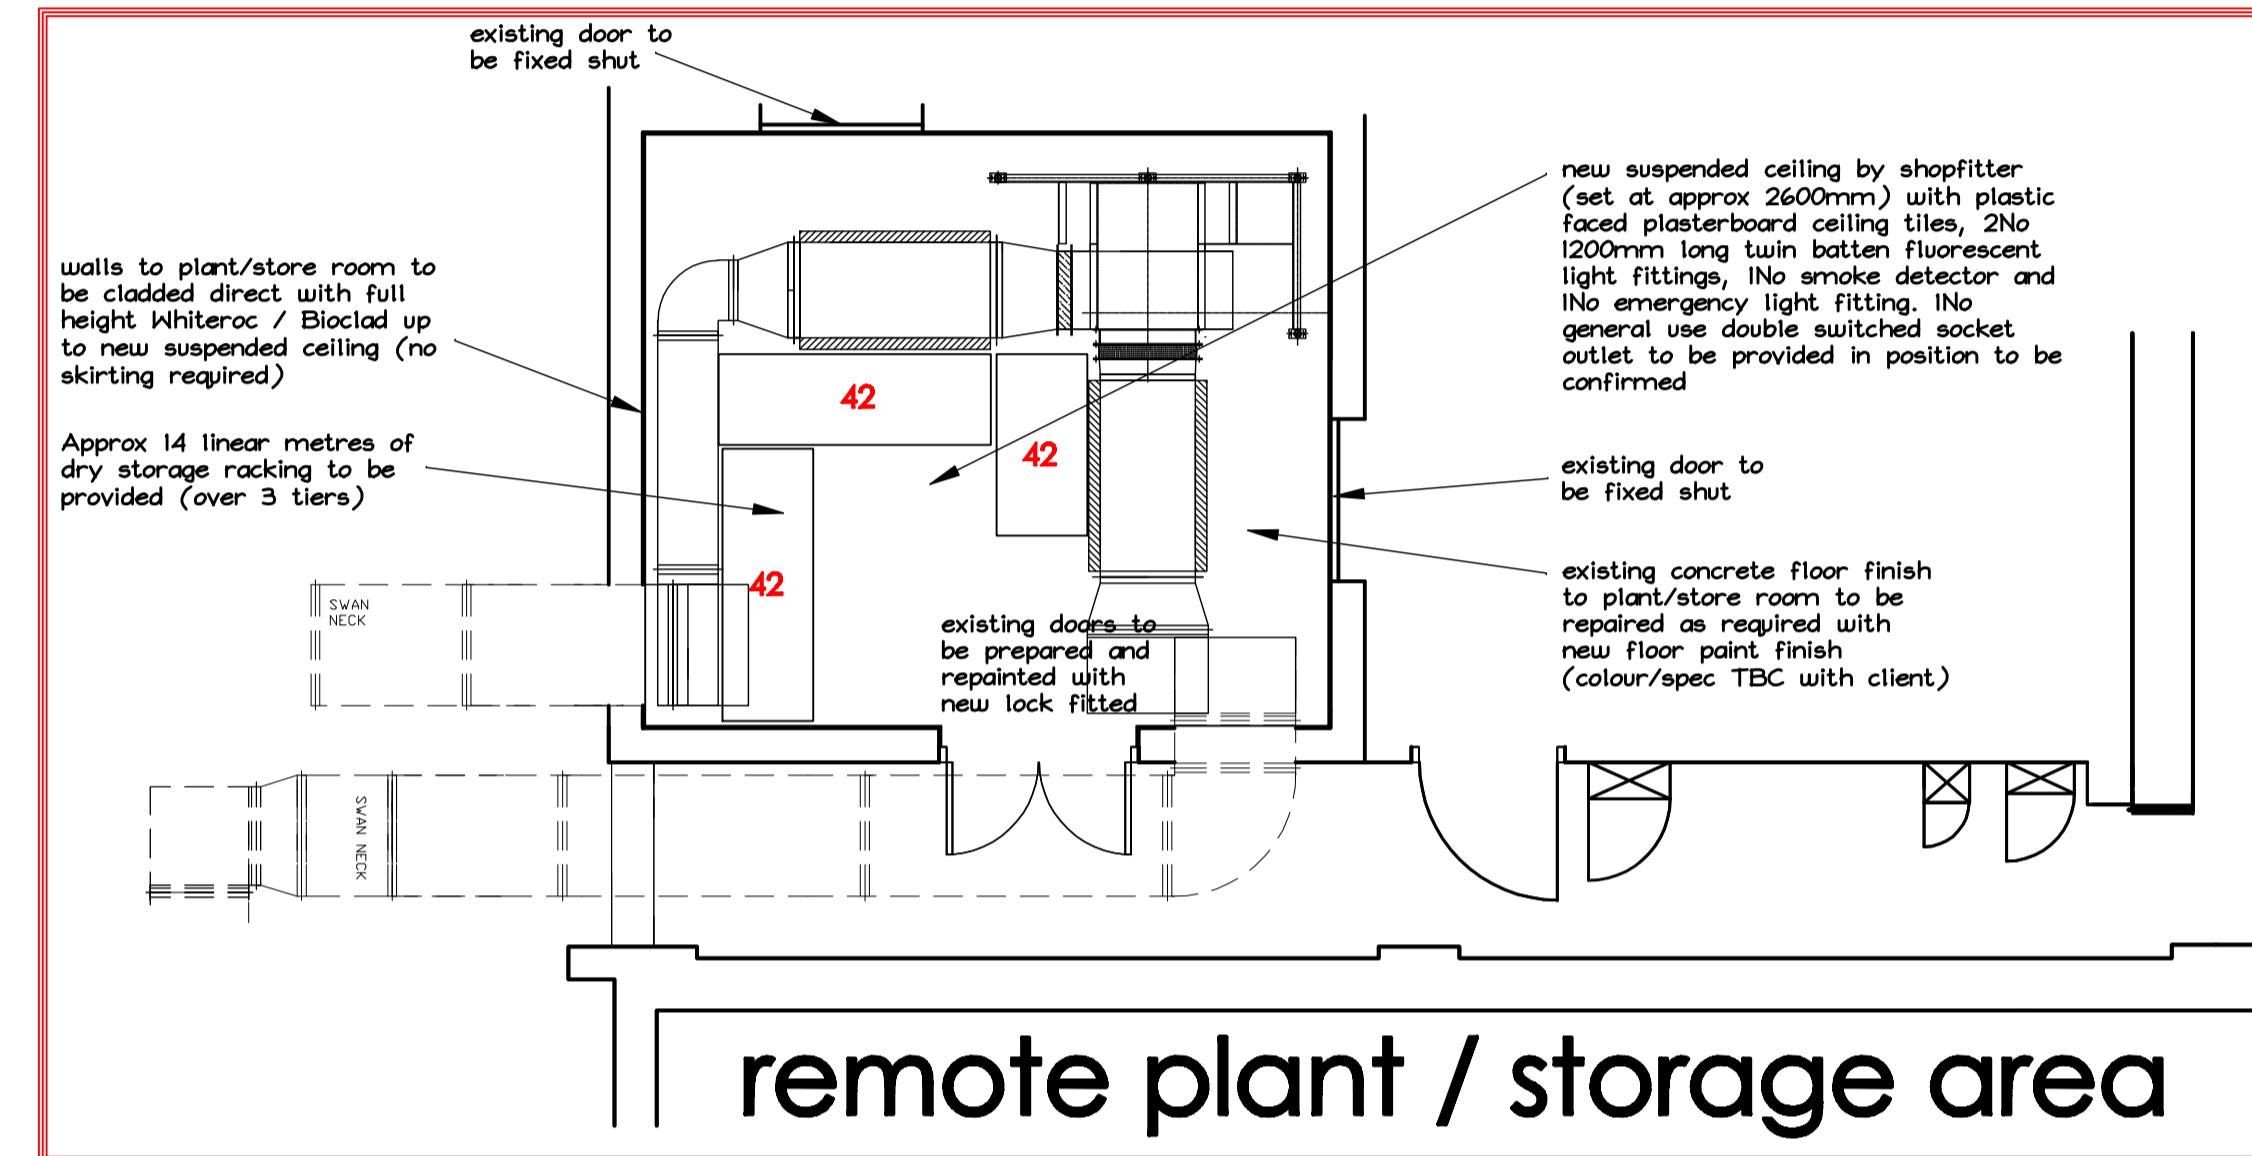 existing door to
be fixed shut
walls to plant/store room to
be cladded direct with full
height Whiteroc / Bioclad up
to new suspended ceiling (no
skirting required)
Approx 14 linear metres of
dry storage racking to be
provided (over 3 tiers)
42
42
42
SWAN
NECK
existing doors to
be prepared and
repainted with
new lock fitted
SWAN NECK
new suspended ceiling by shopfitter
(set at approx 2600mm) with plastic
faced plasterboard ceiling tiles, 2No
1200mm long twin batten fluorescent
light fittings, 1No smoke detector and
1No emergency light fitting. 1No
general use double switched socket
outlet to be provided in position to be
confirmed
existing door to
be fixed shut
existing concrete floor finish
to plant/store room to be
repaired as required with
new floor paint finish
(colour/spec TBC with client)
remote plant / storage area